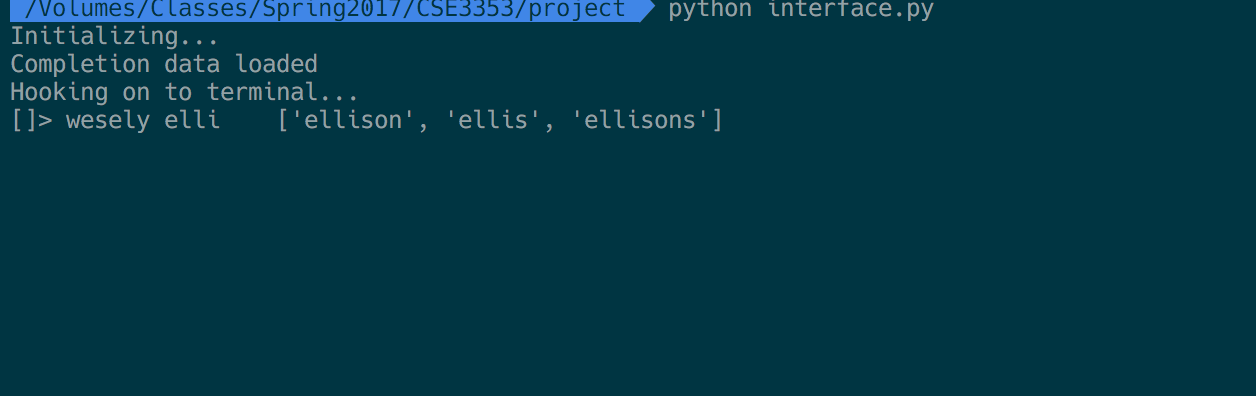 /Volumes/Classes/Spring2017/CSE3353/project python interface.py
Initializing...
Completion data loaded
Hooking on to terminal...
[]> wesely elli    ['ellison', 'ellis', 'ellisons']